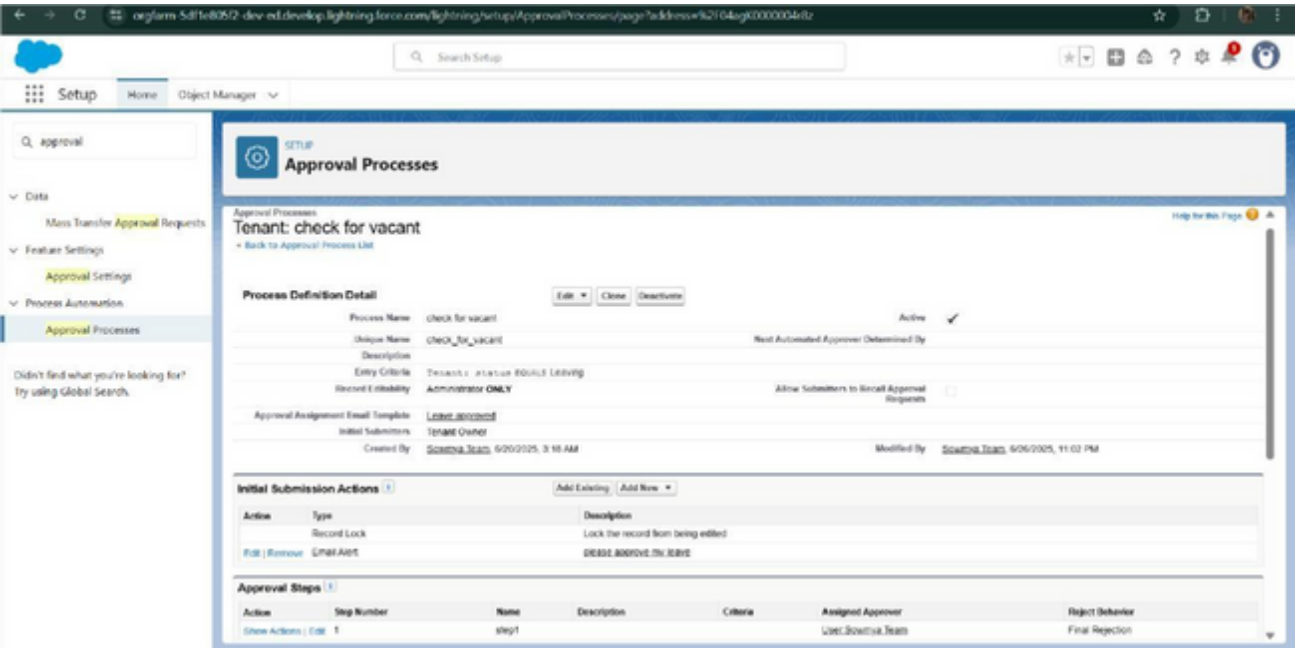 orgfarm-5df1e805f2-dev-ed.develop.lightning.force.com/lightning/setup/ApprovalProcesses/page?address=
Search Setup
Setup Home Object Manager
approval
Data
Mass Transfer Approval Requests
Feature Settings
Approval Settings
Process Automation
Approval Processes
Didn't find what you're looking for?
Try using Global Search.
SETUP
Approval Processes
Approval Processes
Tenant: check for vacant
« Back to Approval Process List
Help for this Page
Process Definition Detail Edit Clone Deactivate
Process Name check for vacant Active
Unique Name check_for_vacant Next Automated Approver Determined By
Description
Entry Criteria Tenant: status EQUALS Leaving
Record Editability Administrator ONLY Allow Submitters to Recall Approval Requests
Approval Assignment Email Template Leave approved
Initial Submitters Tenant Owner
Created By Sowmya Team, 6/20/2025, 3:18 AM Modified By Sowmya Team, 6/26/2025, 11:02 PM
Initial Submission Actions Add Existing Add New
Action Type Description
Record Lock Lock the record from being edited
Edit | Remove Email Alert please approve my leave
Approval Steps
Action Step Number Name Description Criteria Assigned Approver Reject Behavior
Show Actions | Edit 1 step1 User:Sowmya Team Final Rejection